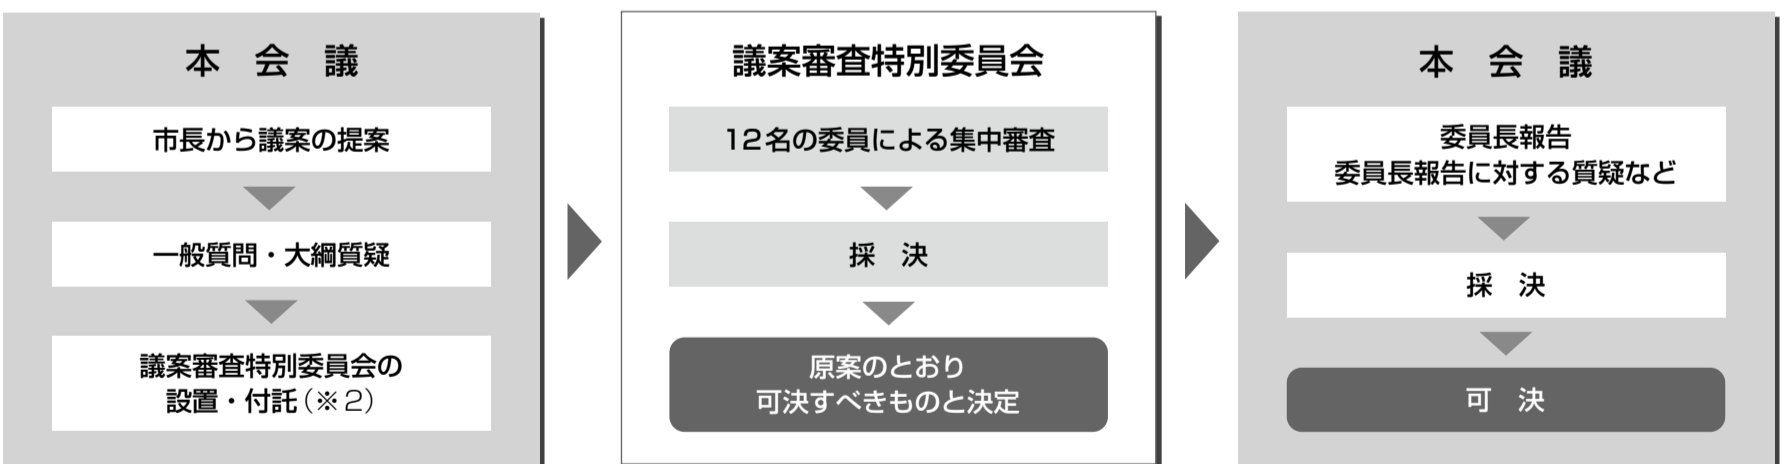 本　会　議
市長から議案の提案
一般質問・大綱質疑
議案審査特別委員会の
設置・付託（※２）
議案審査特別委員会
１２名の委員による集中審査
採　決
原案のとおり
可決すべきものと決定
本　会　議
委員長報告
委員長報告に対する質疑など
採　決
可　決